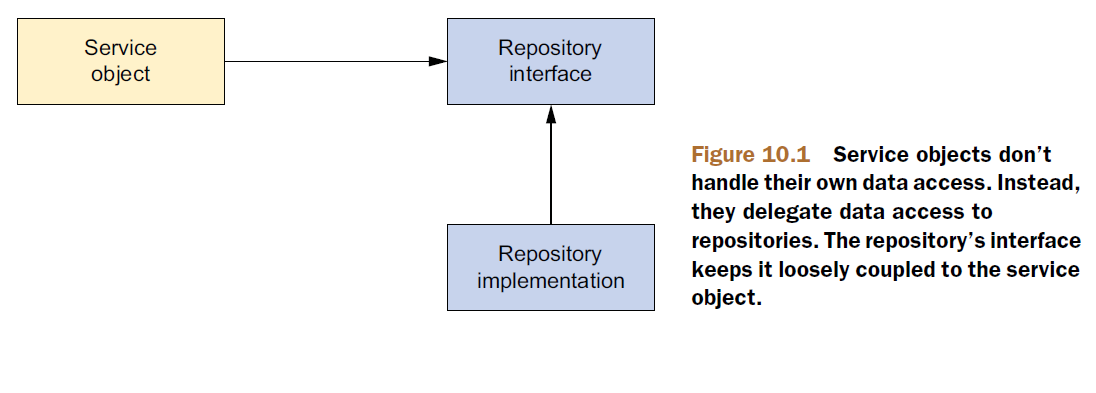 Service
object
Repository
interface
Repository
implementation
Figure 10.1 Service objects don’t
handle their own data access. Instead,
they delegate data access to
repositories. The repository’s interface
keeps it loosely coupled to the service
object.